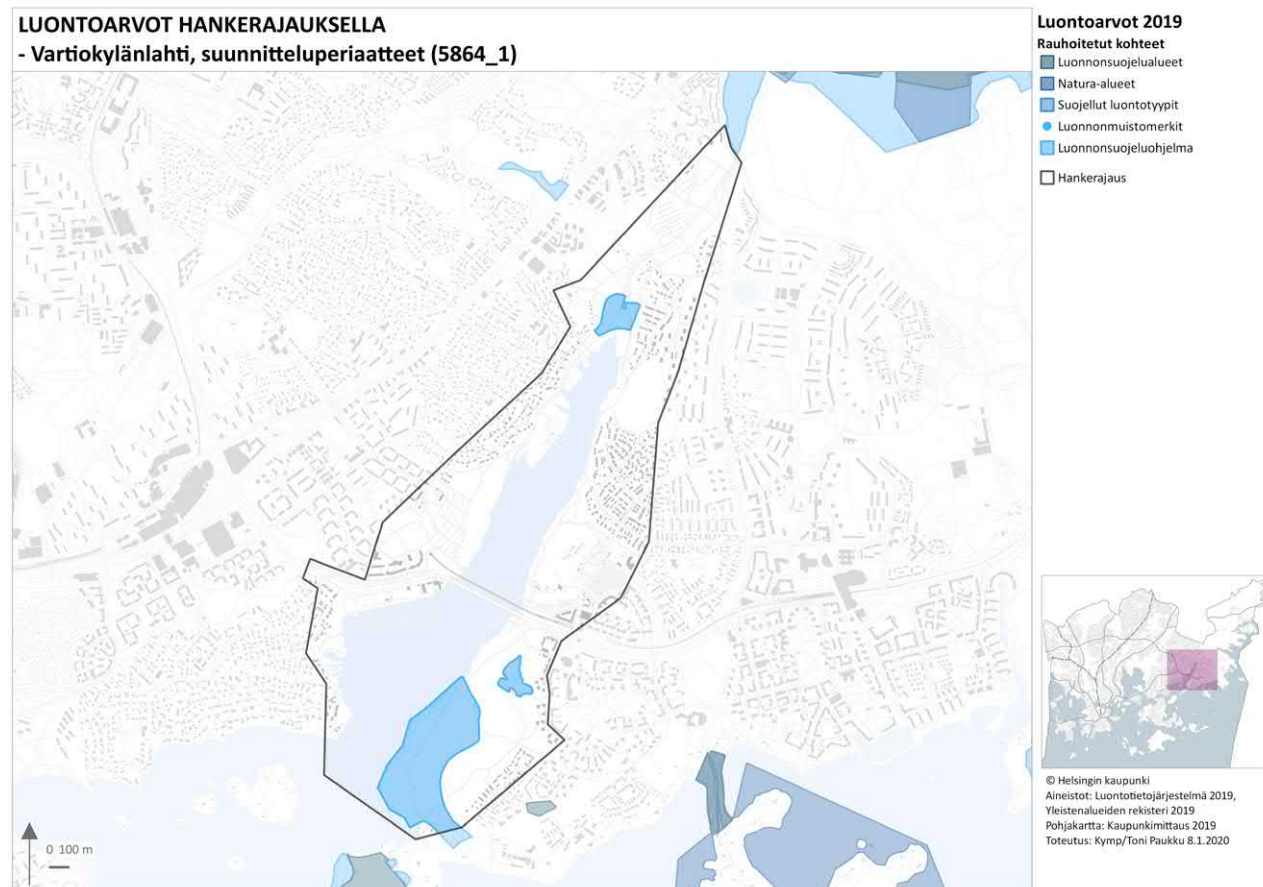 LUONTOARVOT HANKERAJAUKSELLA
- Vartiokylänlahti, suunnitteluperiaatteet (5864_1)
Luontoarvot 2019
Rauhoitetut kohteet
Luonnonsuojelualueet
Natura-alueet
Suojellut luontotyypit
Luonnonmuistomerkit
Luonnonsuojeluohjelma
Hankerajaus
0 100 m
© Helsingin kaupunki
Aineistot: Luontotietojärjestelmä 2019,
Yleistenalueiden rekisteri 2019
Pohjakartta: Kaupunkimittaus 2019
Toteutus: Kymp/Toni Paukku 8.1.2020